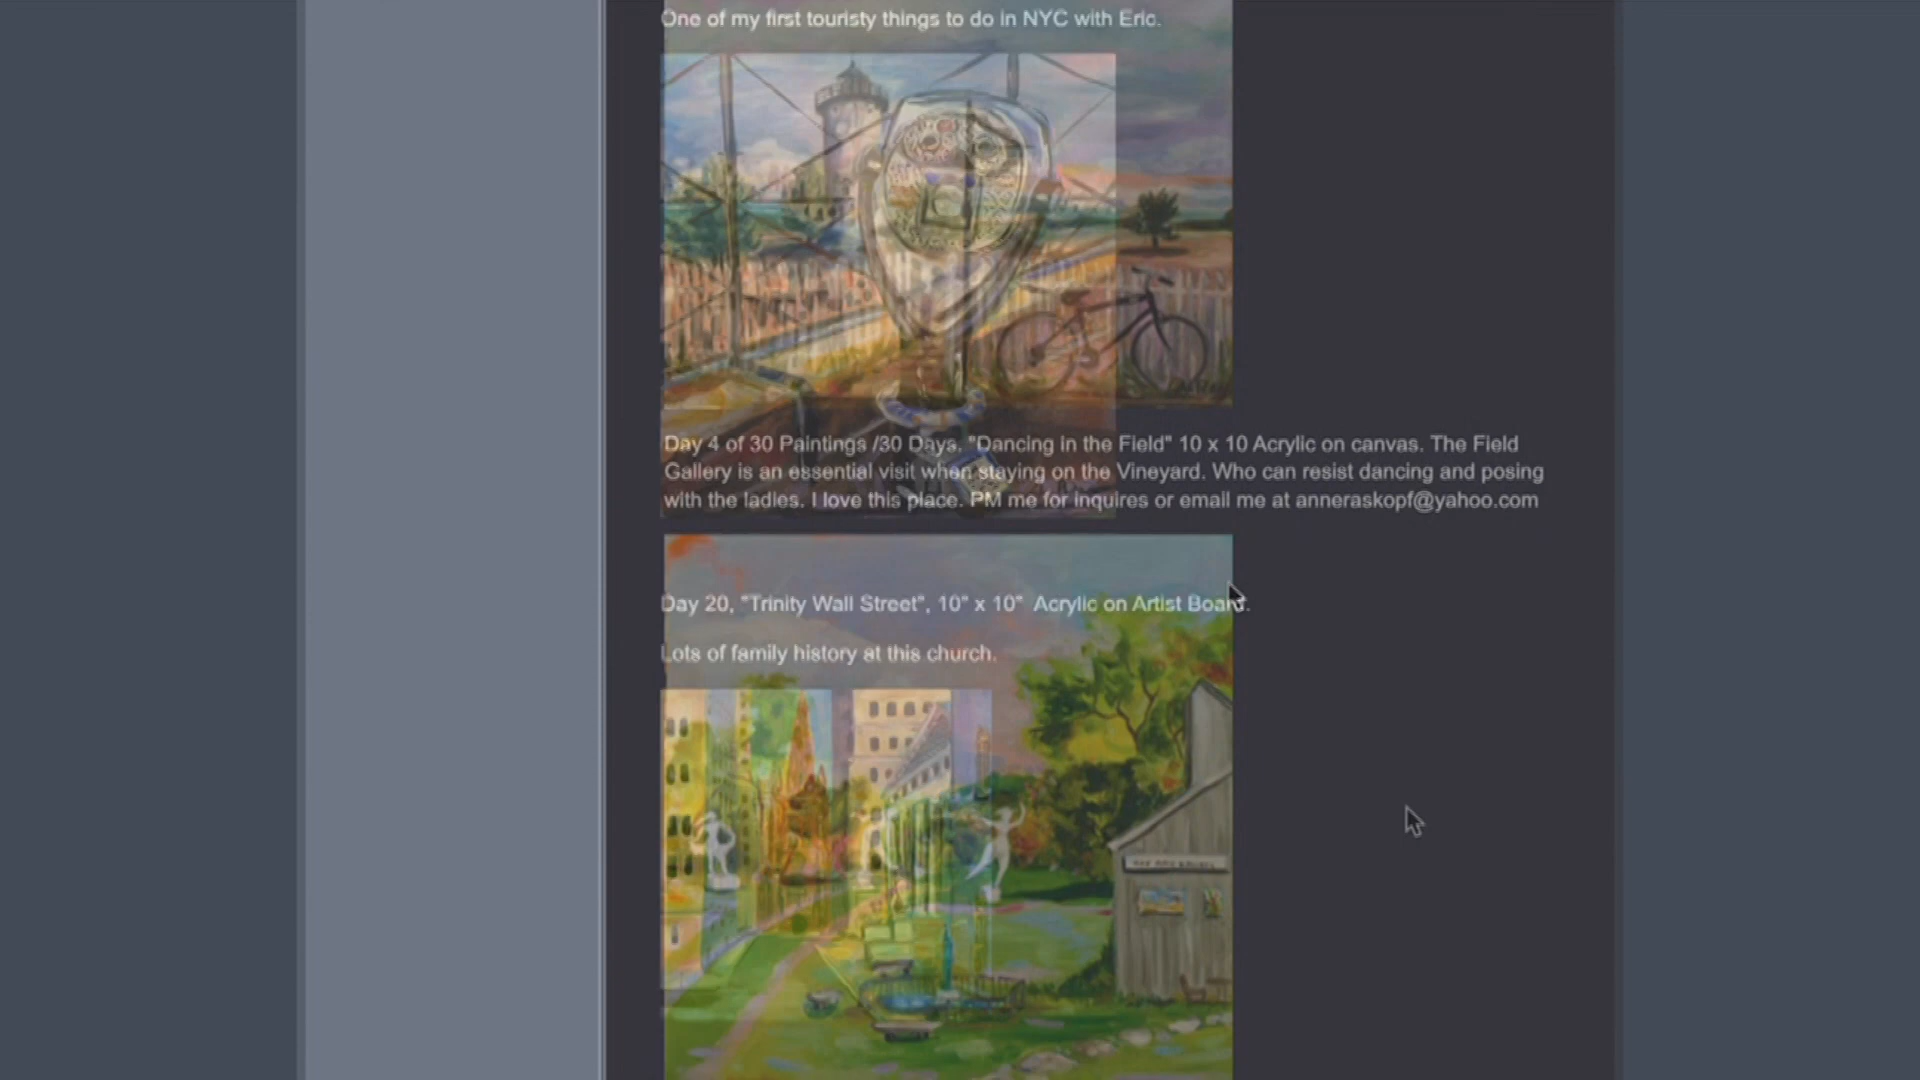 One of my first touristy things to do in NYC with Eric.
Day 4 of 30 Paintings /30 Days. "Dancing in the Field" 10 x 10 Acrylic on canvas. The Field
Gallery is an essential visit when staying on the Vineyard. Who can resist dancing and posing
with the ladies. I love this place. PM me for inquires or email me at anneraskopf@yahoo.com
Day 20, "Trinity Wall Street", 10" x 10"  Acrylic on Artist Board.
Lots of family history at this church.